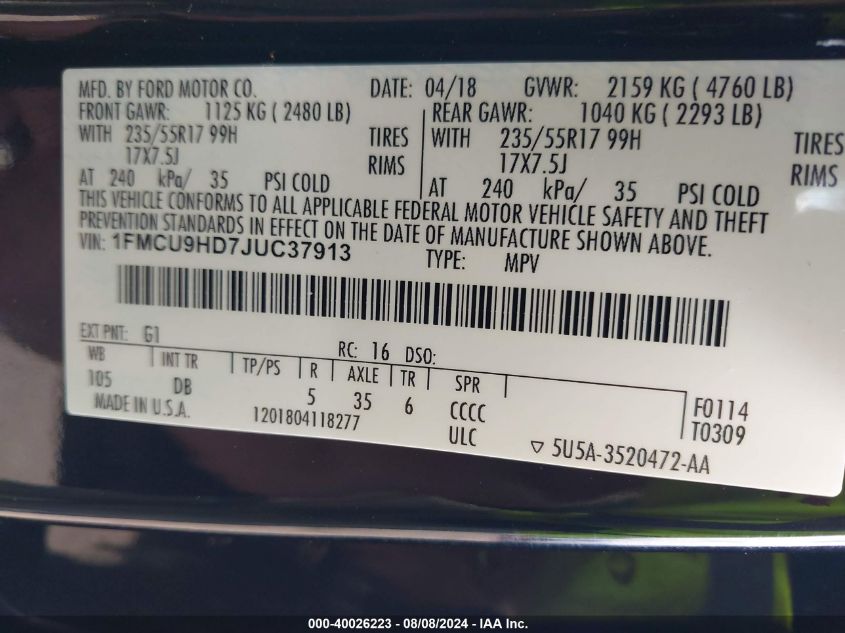 MFD. BY FORD MOTOR CO. DATE: 04/18 GVWR: 2159 KG ( 4760 LB)
FRONT GAWR: 1125 KG ( 2480 LB) REAR GAWR: 1040 KG ( 2293 LB)
WITH 235/55R17 99H TIRES WITH 235/55R17 99H TIRES
17X7.5J RIMS 17X7.5J RIMS
AT 240 kPa/ 35 PSI COLD AT 240 kPa/ 35 PSI COLD
THIS VEHICLE CONFORMS TO ALL APPLICABLE FEDERAL MOTOR VEHICLE SAFETY AND THEFT
PREVENTION STANDARDS IN EFFECT ON THE DATE OF MANUFACTURE SHOWN ABOVE.
VIN: 1FMCU9HD7JUC37913 TYPE: MPV
EXT PNT: G1 RC: 16 DSO:
WB INT TR TP/PS R AXLE TR SPR
105 DB 5 35 6 CCCC F0114
MADE IN U.S.A. 1201804118277 ULC T0309
▽ 5U5A-3520472-AA
000-40026223 - 08/08/2024 - IAA Inc.